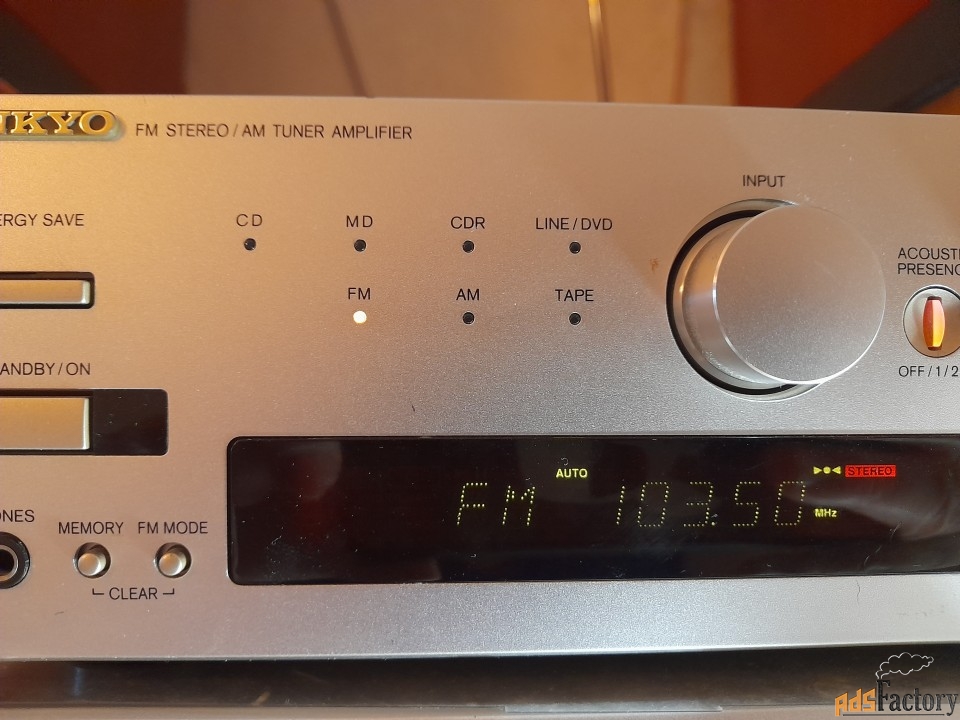 NKYO FM STEREO / AM TUNER AMPLIFIER
INPUT
ERGY SAVE
CD MD CDR LINE / DVD
ACOUSTI
PRESENC
FM AM TAPE
ANDBY / ON
OFF / 1 / 2
AUTO
STEREO
FM 103.50 MHz
ONES
MEMORY FM MODE
CLEAR
AdsFactory